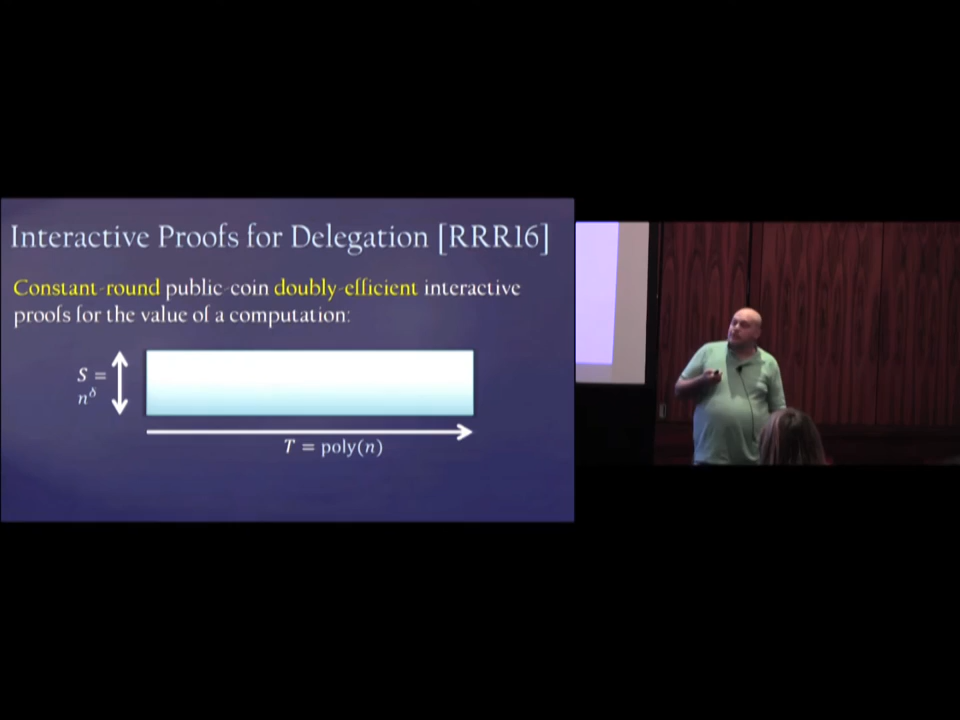 Interactive Proofs for Delegation [RRR16]
Constant-round public-coin doubly-efficient interactive
proofs for the value of a computation:
S =
n^δ
T = poly(n)